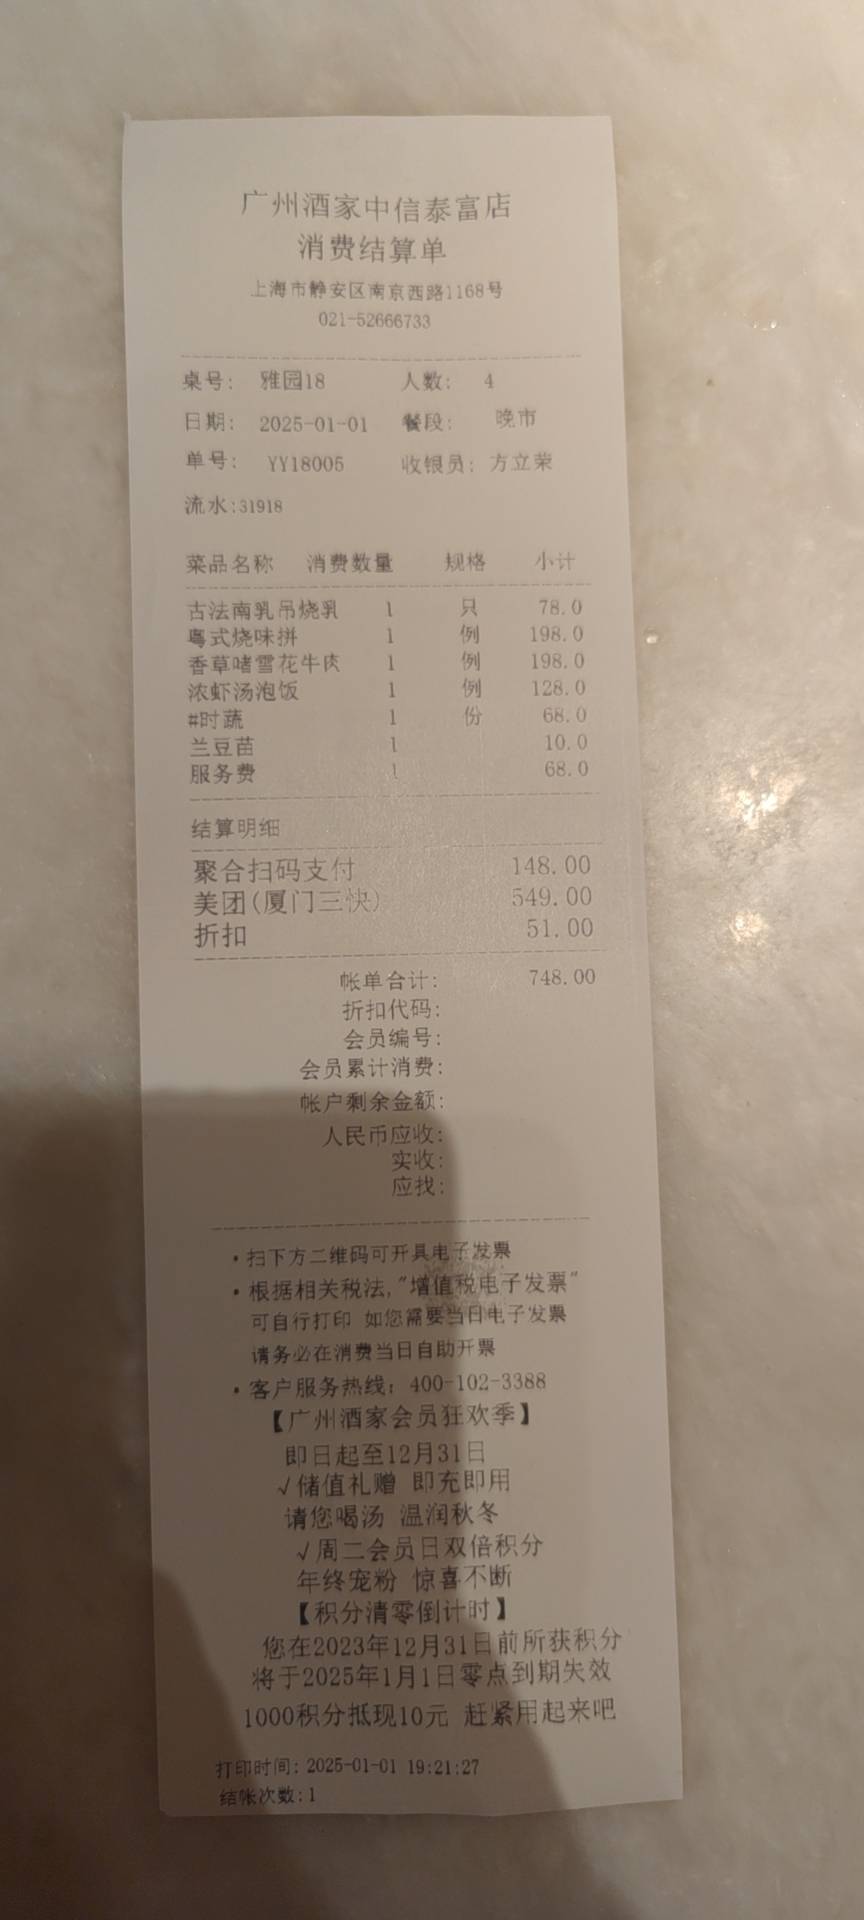 广州酒家中信泰富店
消费结算单
上海市静安区南京西路1168号
021-52666733
桌号: 雅园18 人数: 4
日期: 2025-01-01 餐段: 晚市
单号: YY18005 收银员: 方立荣
流水:31918
菜品名称 消费数量 规格 小计
古法南乳吊烧乳 1 只 78.0
粤式烧味拼 1 例 198.0
香草啫雪花牛肉 1 例 198.0
浓虾汤泡饭 1 例 128.0
#时蔬 1 份 68.0
兰豆苗 1 10.0
服务费 1 68.0
结算明细
聚合扫码支付 148.00
美团(厦门三快) 549.00
折扣 51.00
帐单合计: 748.00
折扣代码:
会员编号:
会员累计消费:
帐户剩余金额:
人民币应收:
实收:
应找:
·扫下方二维码可开具电子发票
·根据相关税法,"增值税电子发票"
可自行打印 如您需要当日电子发票
请务必在消费当日自助开票
·客户服务热线: 400-102-3388
【广州酒家会员狂欢季】
即日起至12月31日
√储值礼赠 即充即用
请您喝汤 温润秋冬
√周二会员日双倍积分
年终宠粉 惊喜不断
【积分清零倒计时】
您在2023年12月31日前所获积分
将于2025年1月1日零点到期失效
1000积分抵现10元 赶紧用起来吧
打印时间: 2025-01-01 19:21:27
结帐次数:1